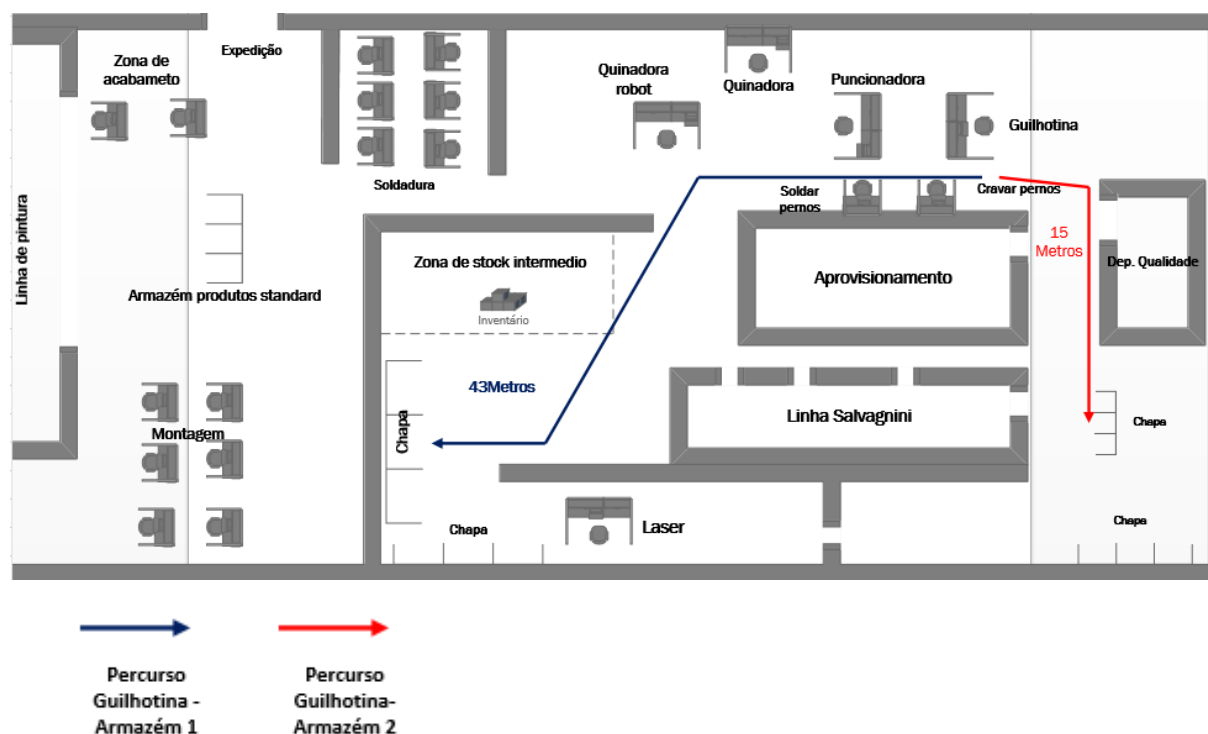 Zona de
acabameto
Expedição
Quinadora
robot
Quinadora
Puncionadora
Guilhotina
Soldadura
Soldar
pernos
Cravar pernos
Linha de pintura
Armazém produtos standard
Zona de stock intermedio
Inventário
Aprovisionamento
15
Metros
Dep. Qualidade
43Metros
Chapa
Linha Salvagnini
Chapa
Montagem
Chapa
Laser
Chapa
Percurso
Guilhotina -
Armazém 1
Percurso
Guilhotina-
Armazém 2